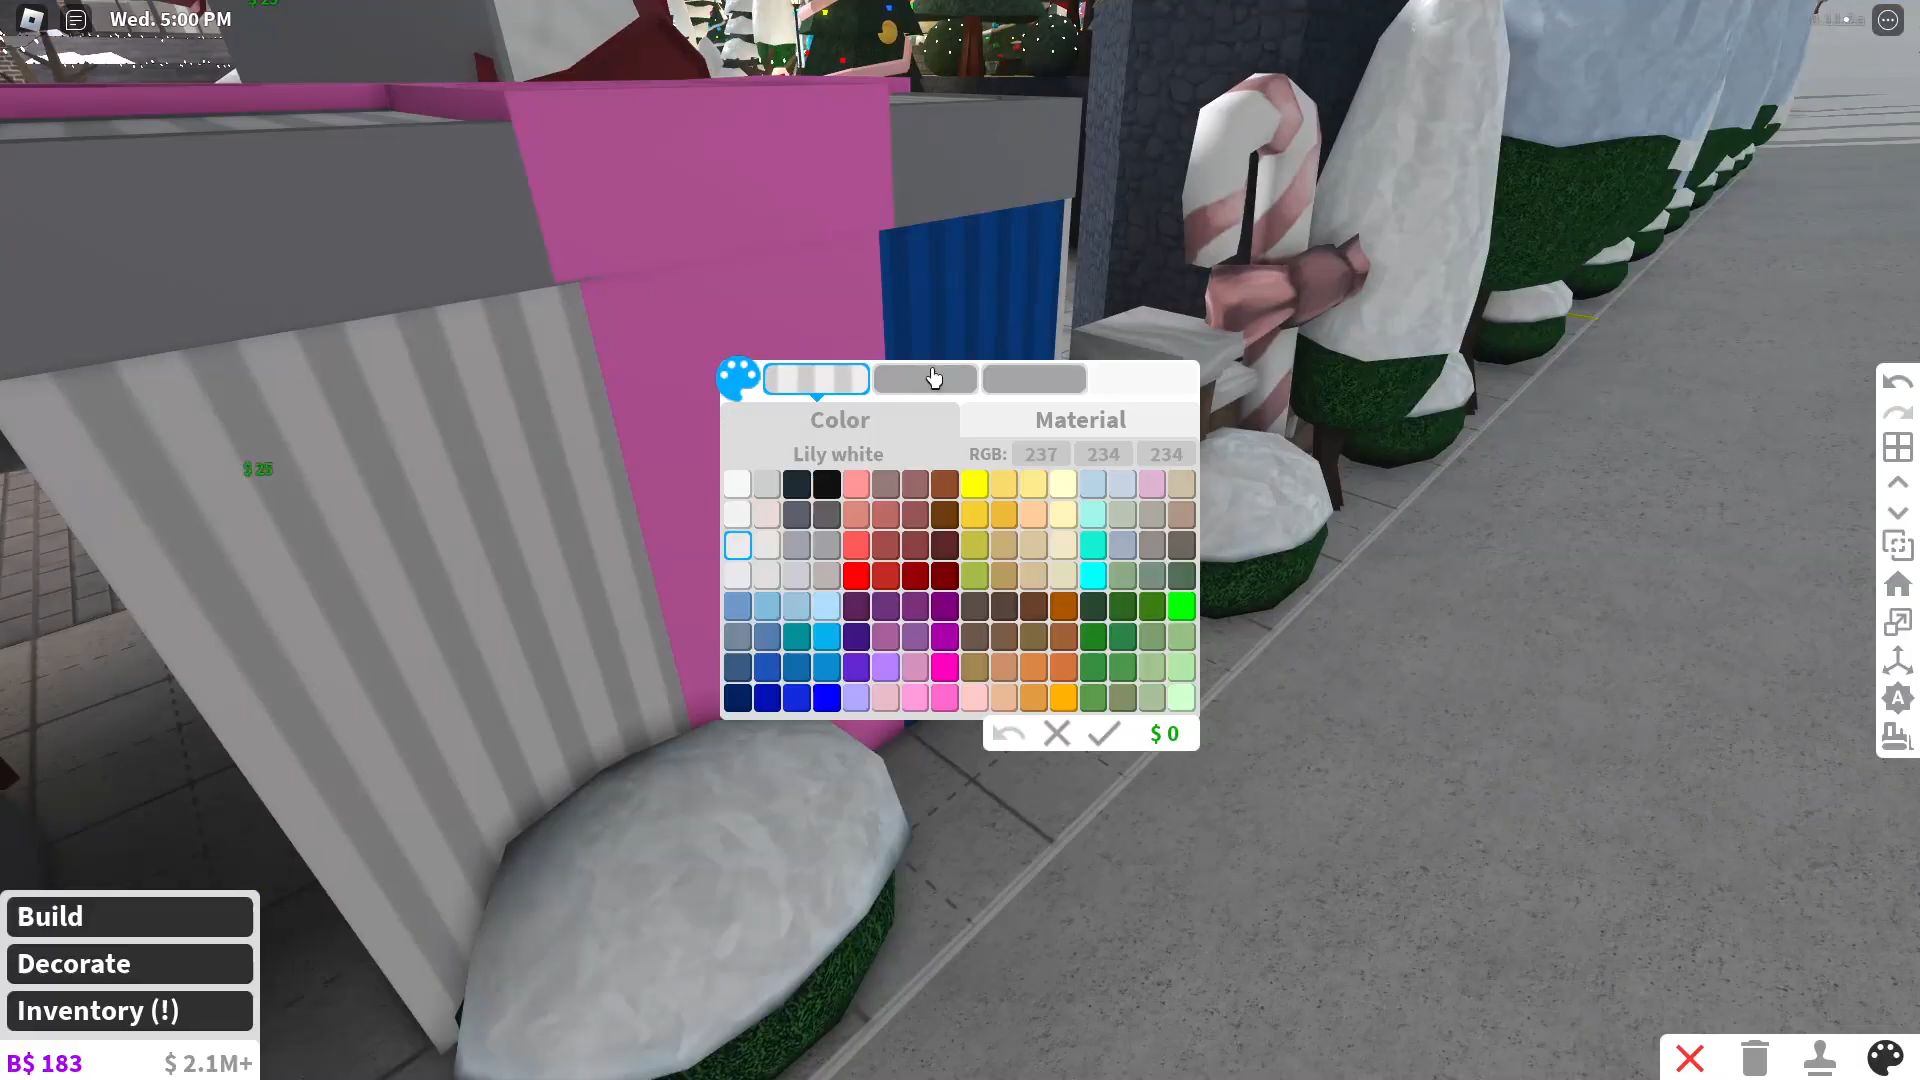 Wed. 5:00 PM
$ 25
$ 25
Color
Material
Lily white
RGB: 237 234 234
$ 0
Build
Decorate
Inventory (!)
B$ 183
$ 2.1M+
A